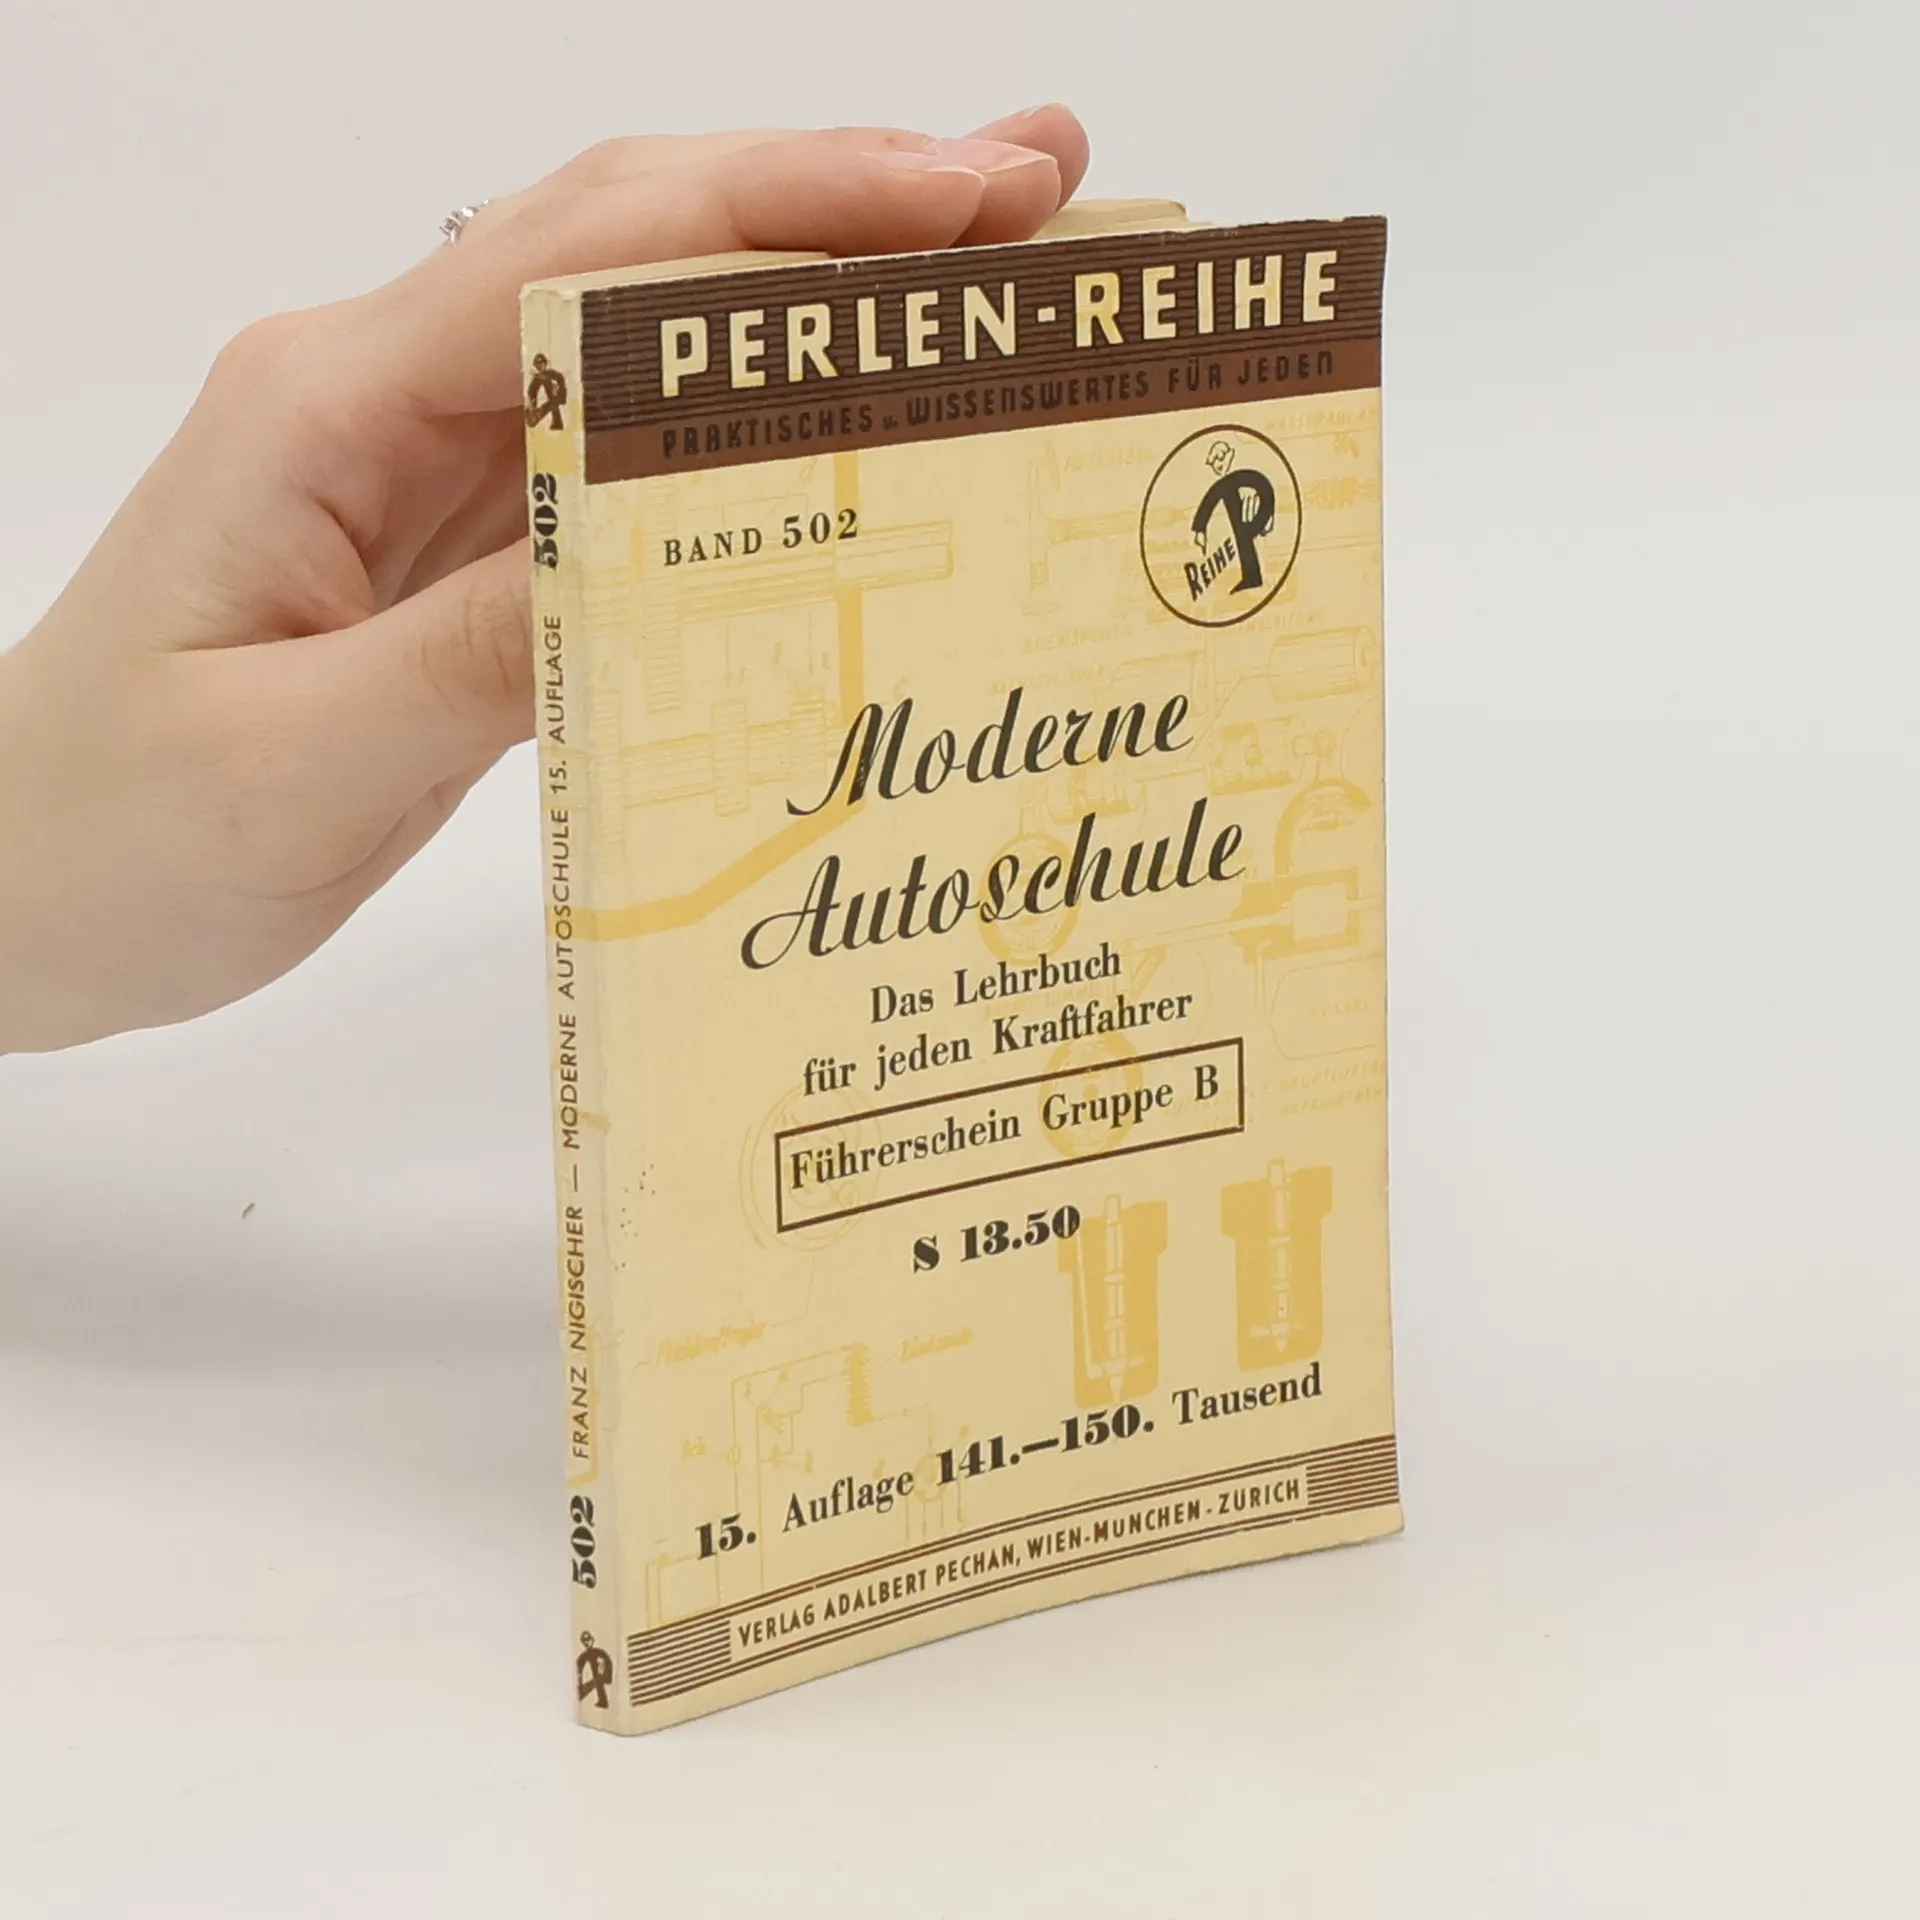 PERLEN-REIHE
PRAKTISCHES u. WISSENSWERTES FÜR JEDEN
BAND 502
REIHE P
Moderne
Autoschule
Das Lehrbuch
für jeden Kraftfahrer
Führerschein Gruppe B
S 13.50
15. Auflage 141.—150. Tausend
VERLAG ADALBERT PECHAN, WIEN-MÜNCHEN-ZÜRICH
502 FRANZ NIGISCHER — MODERNE AUTOSCHULE 15. AUFLAGE 502